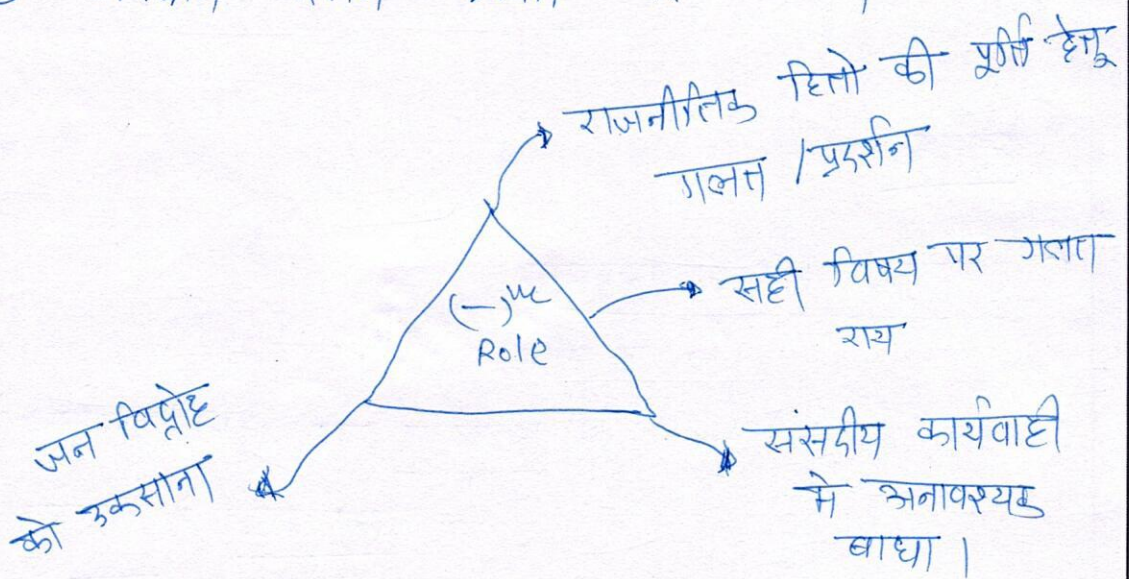 राजनीतिक हितो की पूर्ति हेतू
गलत / प्रदर्शन
सही विषय पर गलत
राय
(–)ve
Role
संसदीय कार्यवाही
मे अनावश्यक
बाधा ।
जन विद्रोह
को उकसाना